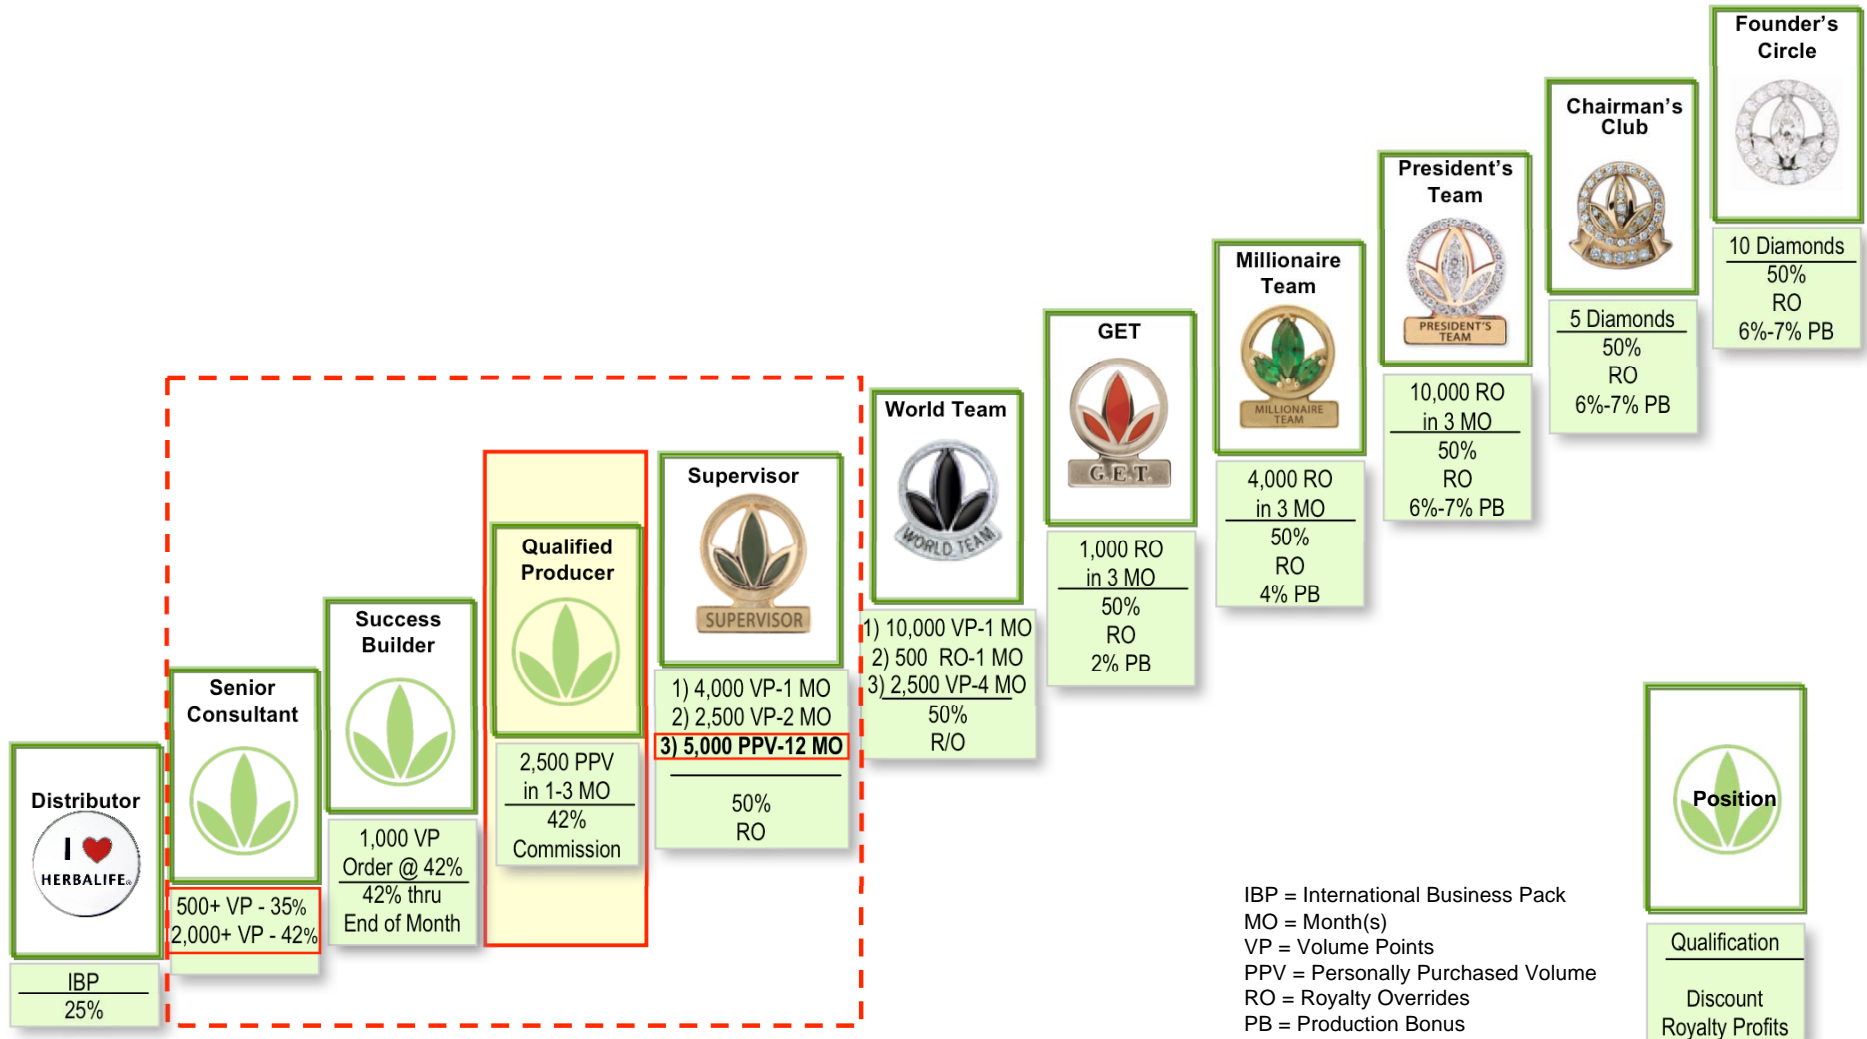 Distributor
I
HERBALIFE®
IBP
25%
Senior
Consultant
500+ VP - 35%
2,000+ VP - 42%
Success
Builder
1,000 VP
Order @ 42%
42% thru
End of Month
Qualified
Producer
2,500 PPV
in 1-3 MO
42%
Commission
Supervisor
SUPERVISOR
1) 4,000 VP-1 MO
2) 2,500 VP-2 MO
3) 5,000 PPV-12 MO
50%
RO
World Team
WORLD TEAM
1) 10,000 VP-1 MO
2) 500 RO-1 MO
3) 2,500 VP-4 MO
50%
R/O
GET
G.E.T.
1,000 RO
in 3 MO
50%
RO
2% PB
Millionaire
Team
MILLIONAIRE
TEAM
4,000 RO
in 3 MO
50%
RO
4% PB
President's
Team
PRESIDENT'S
TEAM
10,000 RO
in 3 MO
50%
RO
6%-7% PB
Chairman's
Club
5 Diamonds
50%
RO
6%-7% PB
Founder's
Circle
10 Diamonds
50%
RO
6%-7% PB
IBP = International Business Pack
MO = Month(s)
VP = Volume Points
PPV = Personally Purchased Volume
RO = Royalty Overrides
PB = Production Bonus
Position
Qualification
Discount
Royalty Profits